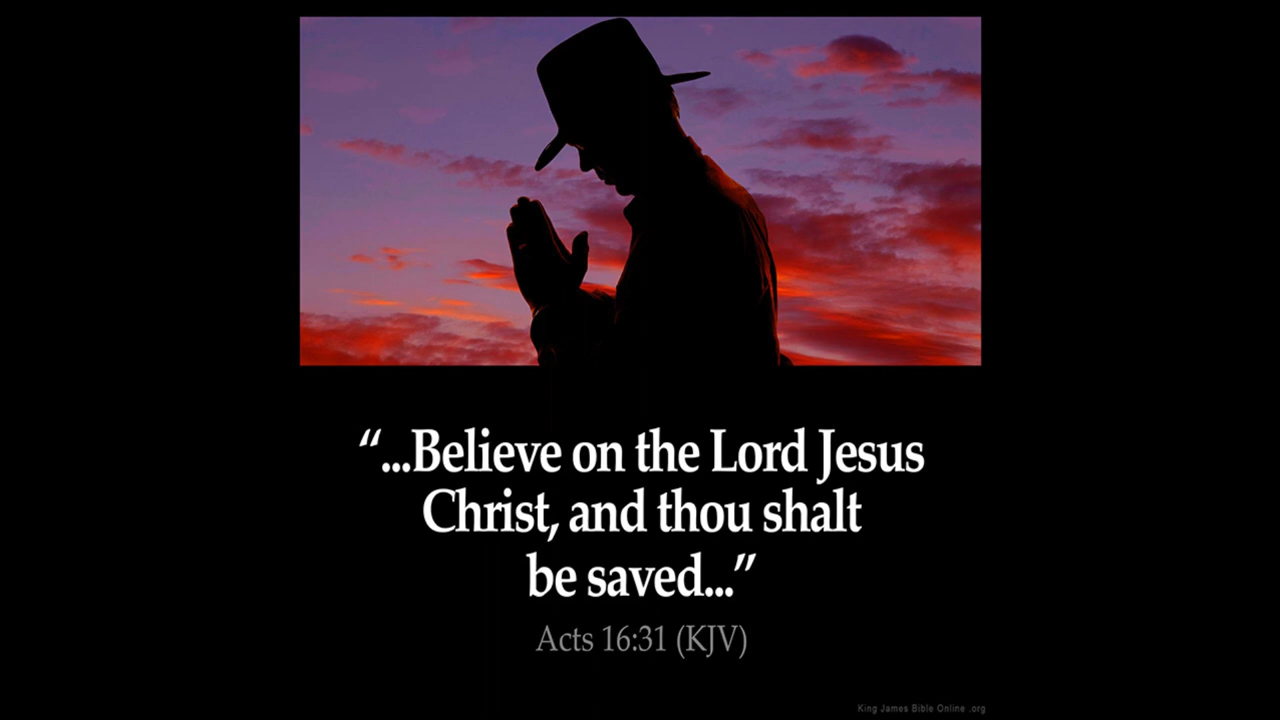 “...Believe on the Lord Jesus
Christ, and thou shalt
be saved...”
Acts 16:31 (KJV)
King James Bible Online .org